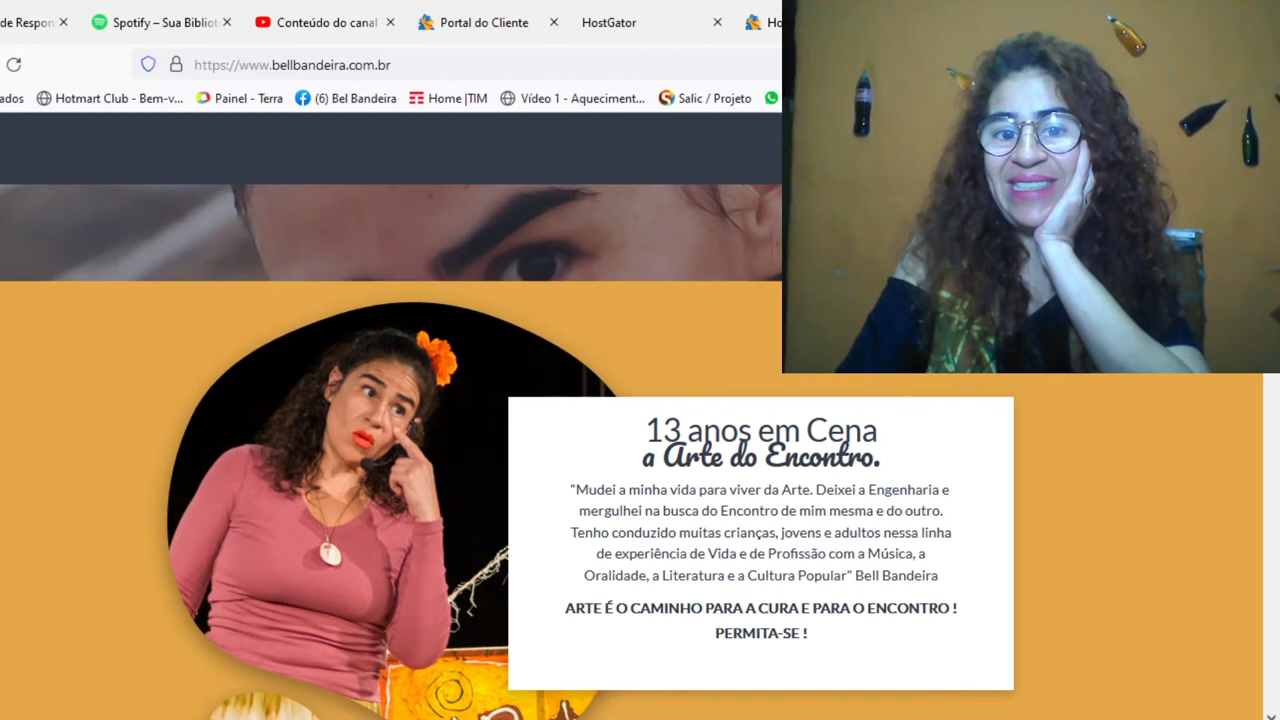 de Respon
Spotify – Sua Bibliot
Conteúdo do canal
Portal do Cliente
HostGator
Ho
https://www.bellbandeira.com.br
ados
Hotmart Club - Bem-v...
Painel - Terra
(6) Bel Bandeira
Home |TIM
Vídeo 1 - Aqueciment...
Salic / Projeto
13 anos em Cena
a Arte do Encontro.
"Mudei a minha vida para viver da Arte. Deixei a Engenharia e
mergulhei na busca do Encontro de mim mesma e do outro.
Tenho conduzido muitas crianças, jovens e adultos nessa linha
de experiência de Vida e de Profissão com a Música, a
Oralidade, a Literatura e a Cultura Popular" Bell Bandeira
ARTE É O CAMINHO PARA A CURA E PARA O ENCONTRO !
PERMITA-SE !